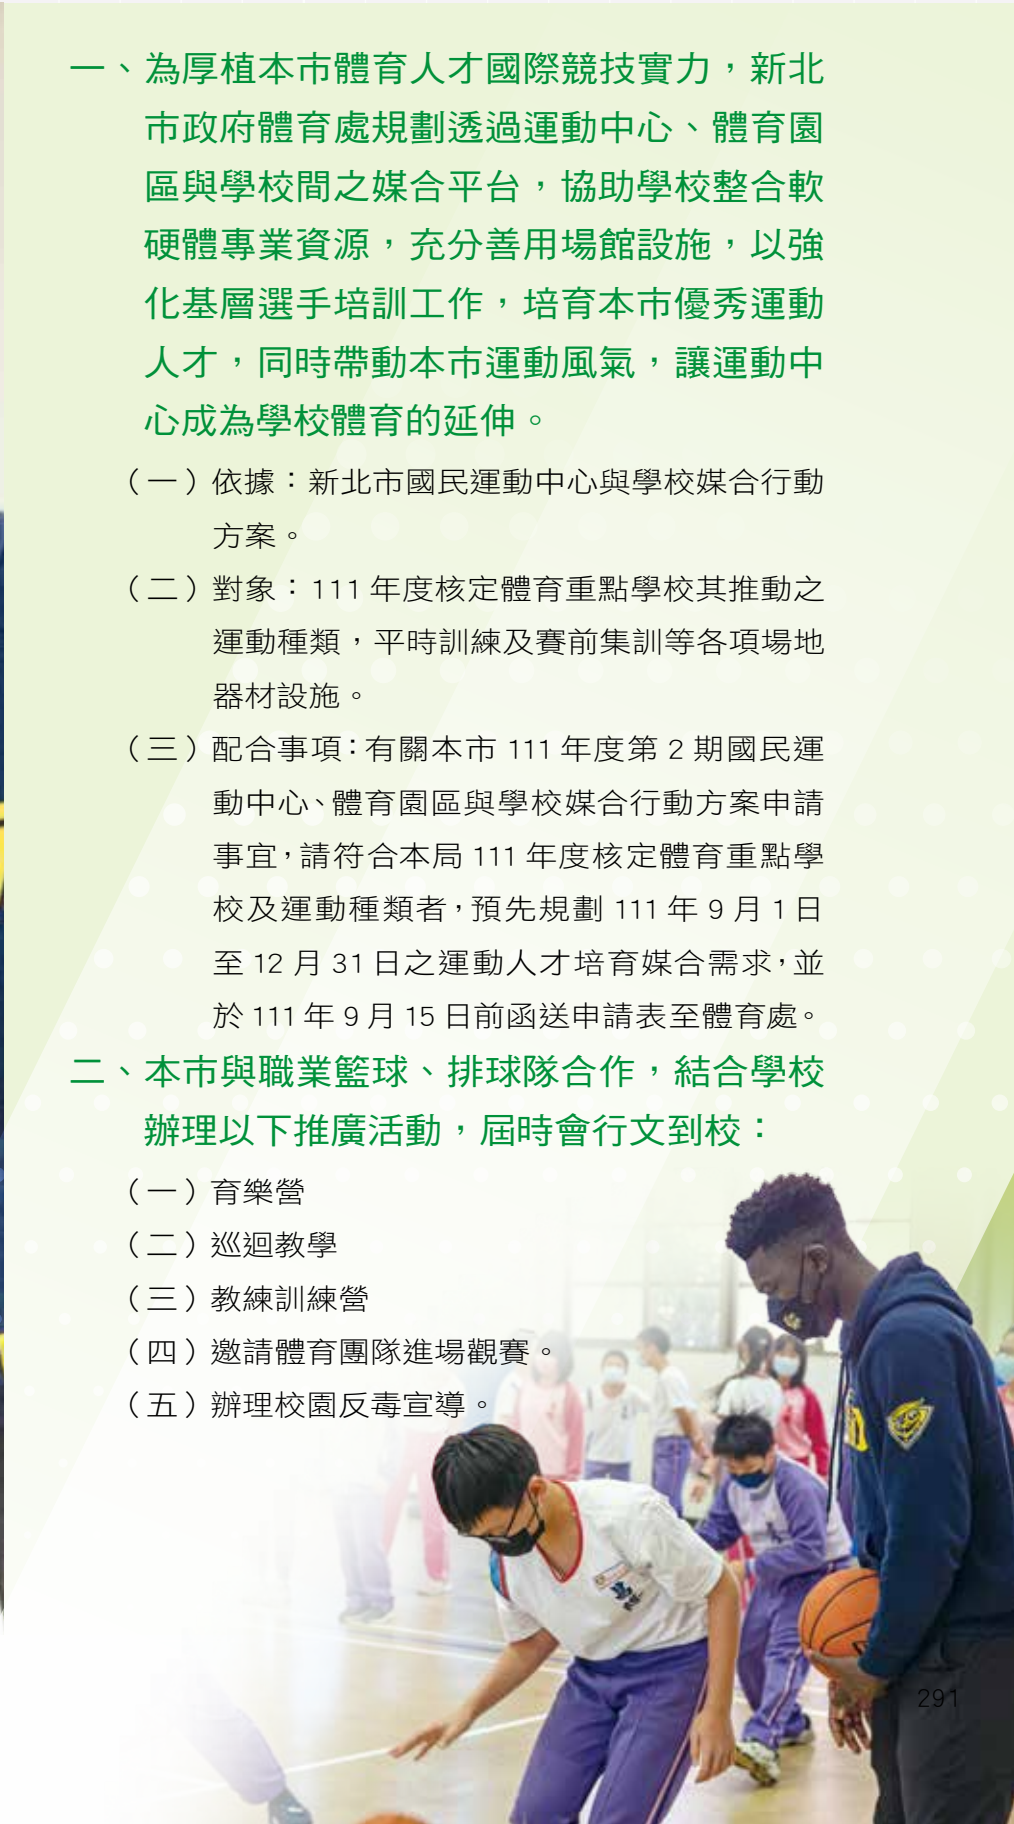 一、為厚植本市體育人才國際競技實力，新北
市政府體育處規劃透過運動中心、體育園
區與學校間之媒合平台，協助學校整合軟
硬體專業資源，充分善用場館設施，以強
化基層選手培訓工作，培育本市優秀運動
人才，同時帶動本市運動風氣，讓運動中
心成為學校體育的延伸。
（一）依據：新北市國民運動中心與學校媒合行動
方案。
（二）對象：111 年度核定體育重點學校其推動之
運動種類，平時訓練及賽前集訓等各項場地
器材設施。
（三）配合事項：有關本市 111 年度第 2 期國民運
動中心、體育園區與學校媒合行動方案申請
事宜，請符合本局 111 年度核定體育重點學
校及運動種類者，預先規劃 111 年 9 月 1 日
至 12 月 31 日之運動人才培育媒合需求，並
於 111 年 9 月 15 日前函送申請表至體育處。
二、本市與職業籃球、排球隊合作，結合學校
辦理以下推廣活動，屆時會行文到校：
（一）育樂營
（二）巡迴教學
（三）教練訓練營
（四）邀請體育團隊進場觀賽。
（五）辦理校園反毒宣導。
291